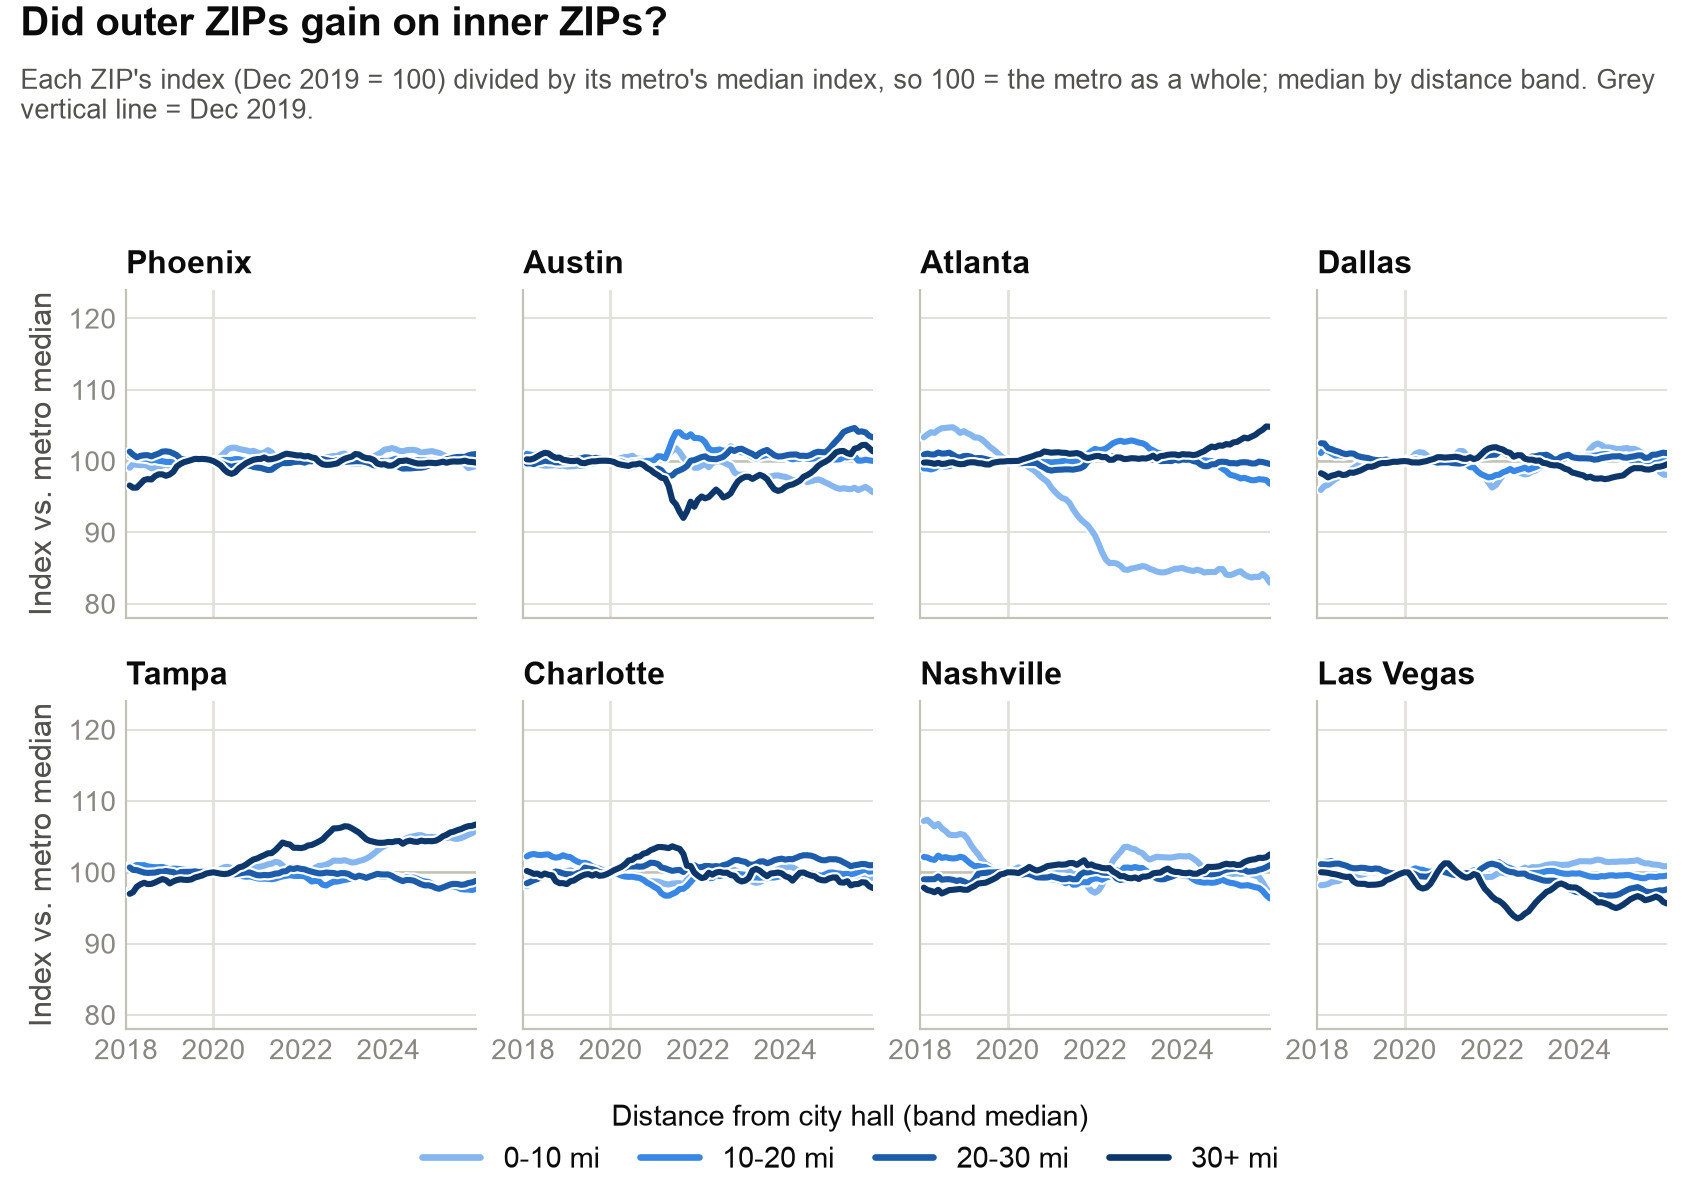 Did outer ZIPs gain on inner ZIPs?
Each ZIP's index (Dec 2019 = 100) divided by its metro's median index, so 100 = the metro as a whole; median by distance band. Grey
vertical line = Dec 2019.
Phoenix
Austin
Atlanta
Dallas
Index vs. metro median
120
110
100
90
80
Tampa
Charlotte
Nashville
Las Vegas
Index vs. metro median
120
110
100
90
80
2018 2020 2022 2024
2018 2020 2022 2024
2018 2020 2022 2024
2018 2020 2022 2024
Distance from city hall (band median)
0-10 mi 10-20 mi 20-30 mi 30+ mi